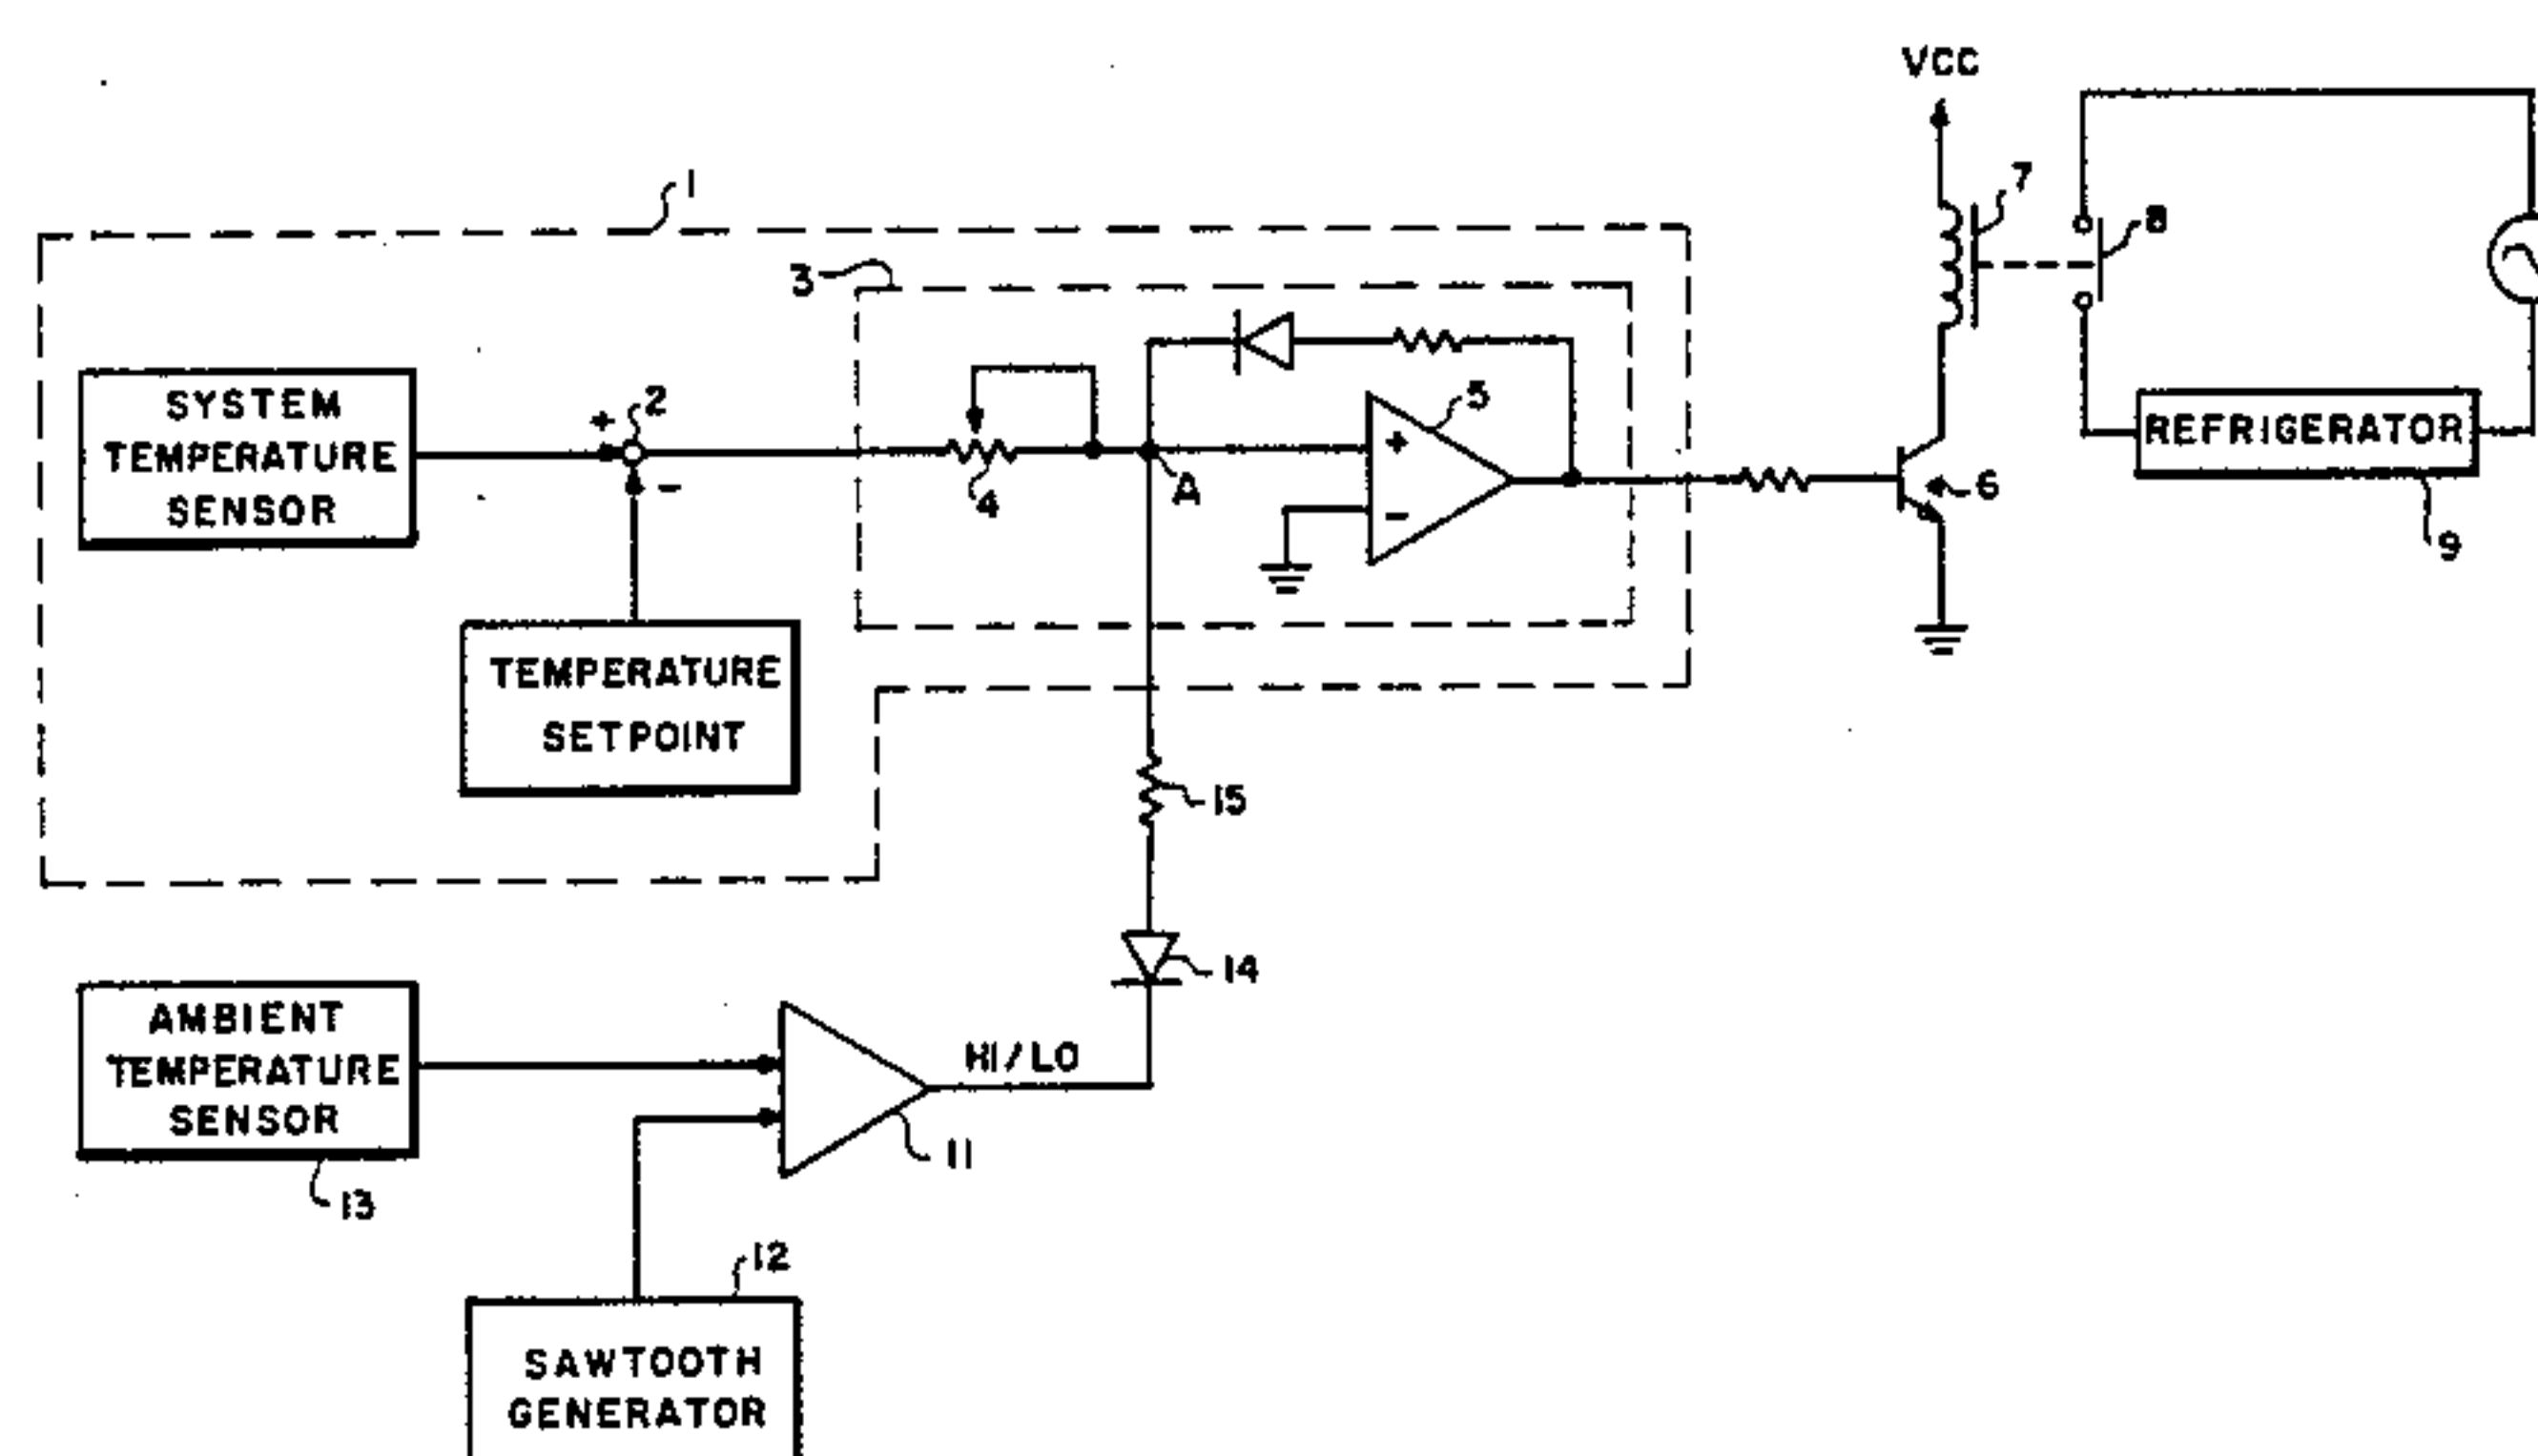 VCC
1
7
8
3
SYSTEM
TEMPERATURE
SENSOR
+
2
-
5
+
-
4
A
6
REFRIGERATOR
9
TEMPERATURE
SETPOINT
15
14
AMBIENT
TEMPERATURE
SENSOR
13
HI/LO
11
12
SAWTOOTH
GENERATOR